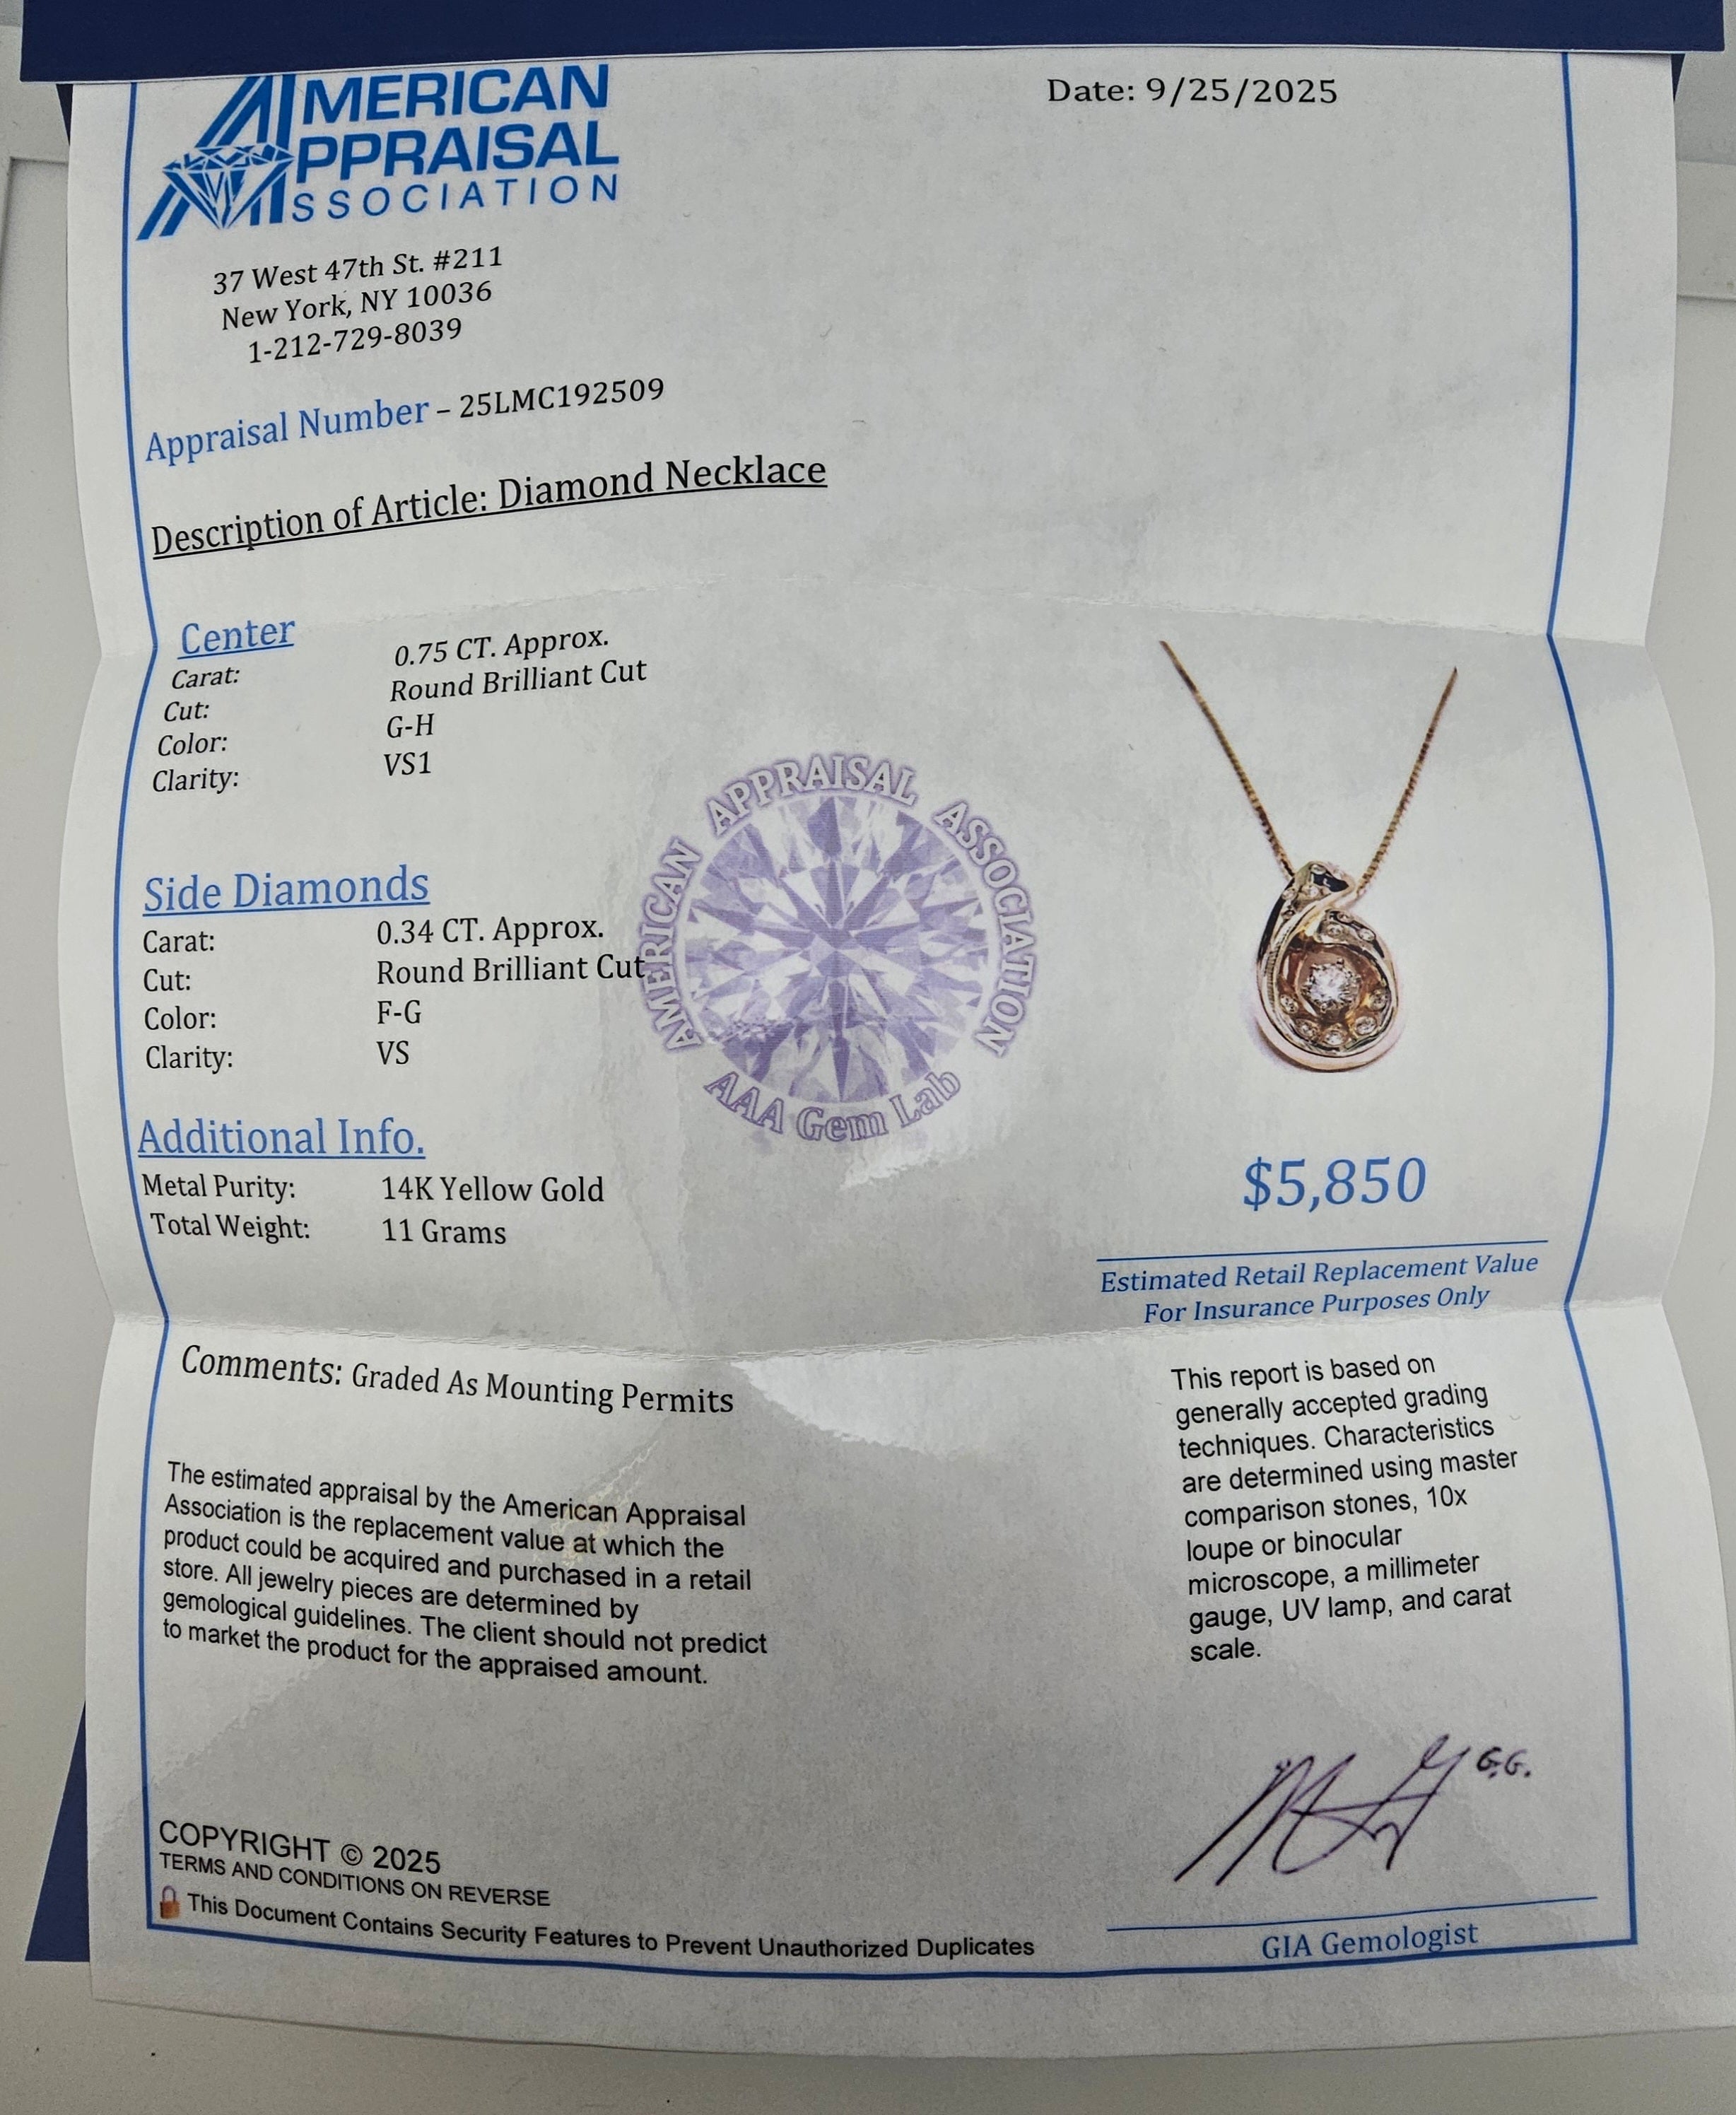 AMERICAN
APPRAISAL
ASSOCIATION
Date: 9/25/2025
37 West 47th St. #211
New York, NY 10036
1-212-729-8039
Appraisal Number – 25LMC192509
Description of Article: Diamond Necklace
Center
Carat: 0.75 CT. Approx.
Cut: Round Brilliant Cut
Color: G-H
Clarity: VS1
Side Diamonds
Carat: 0.34 CT. Approx.
Cut: Round Brilliant Cut
Color: F-G
Clarity: VS
AMERICAN APPRAISAL ASSOCIATION
AAA Gem Lab
Additional Info.
Metal Purity: 14K Yellow Gold
Total Weight: 11 Grams
$5,850
Estimated Retail Replacement Value
For Insurance Purposes Only
Comments: Graded As Mounting Permits
The estimated appraisal by the American Appraisal
Association is the replacement value at which the
product could be acquired and purchased in a retail
store. All jewelry pieces are determined by
gemological guidelines. The client should not predict
to market the product for the appraised amount.
This report is based on
generally accepted grading
techniques. Characteristics
are determined using master
comparison stones, 10x
loupe or binocular
microscope, a millimeter
gauge, UV lamp, and carat
scale.
G.G.
GIA Gemologist
COPYRIGHT © 2025
TERMS AND CONDITIONS ON REVERSE
This Document Contains Security Features to Prevent Unauthorized Duplicates